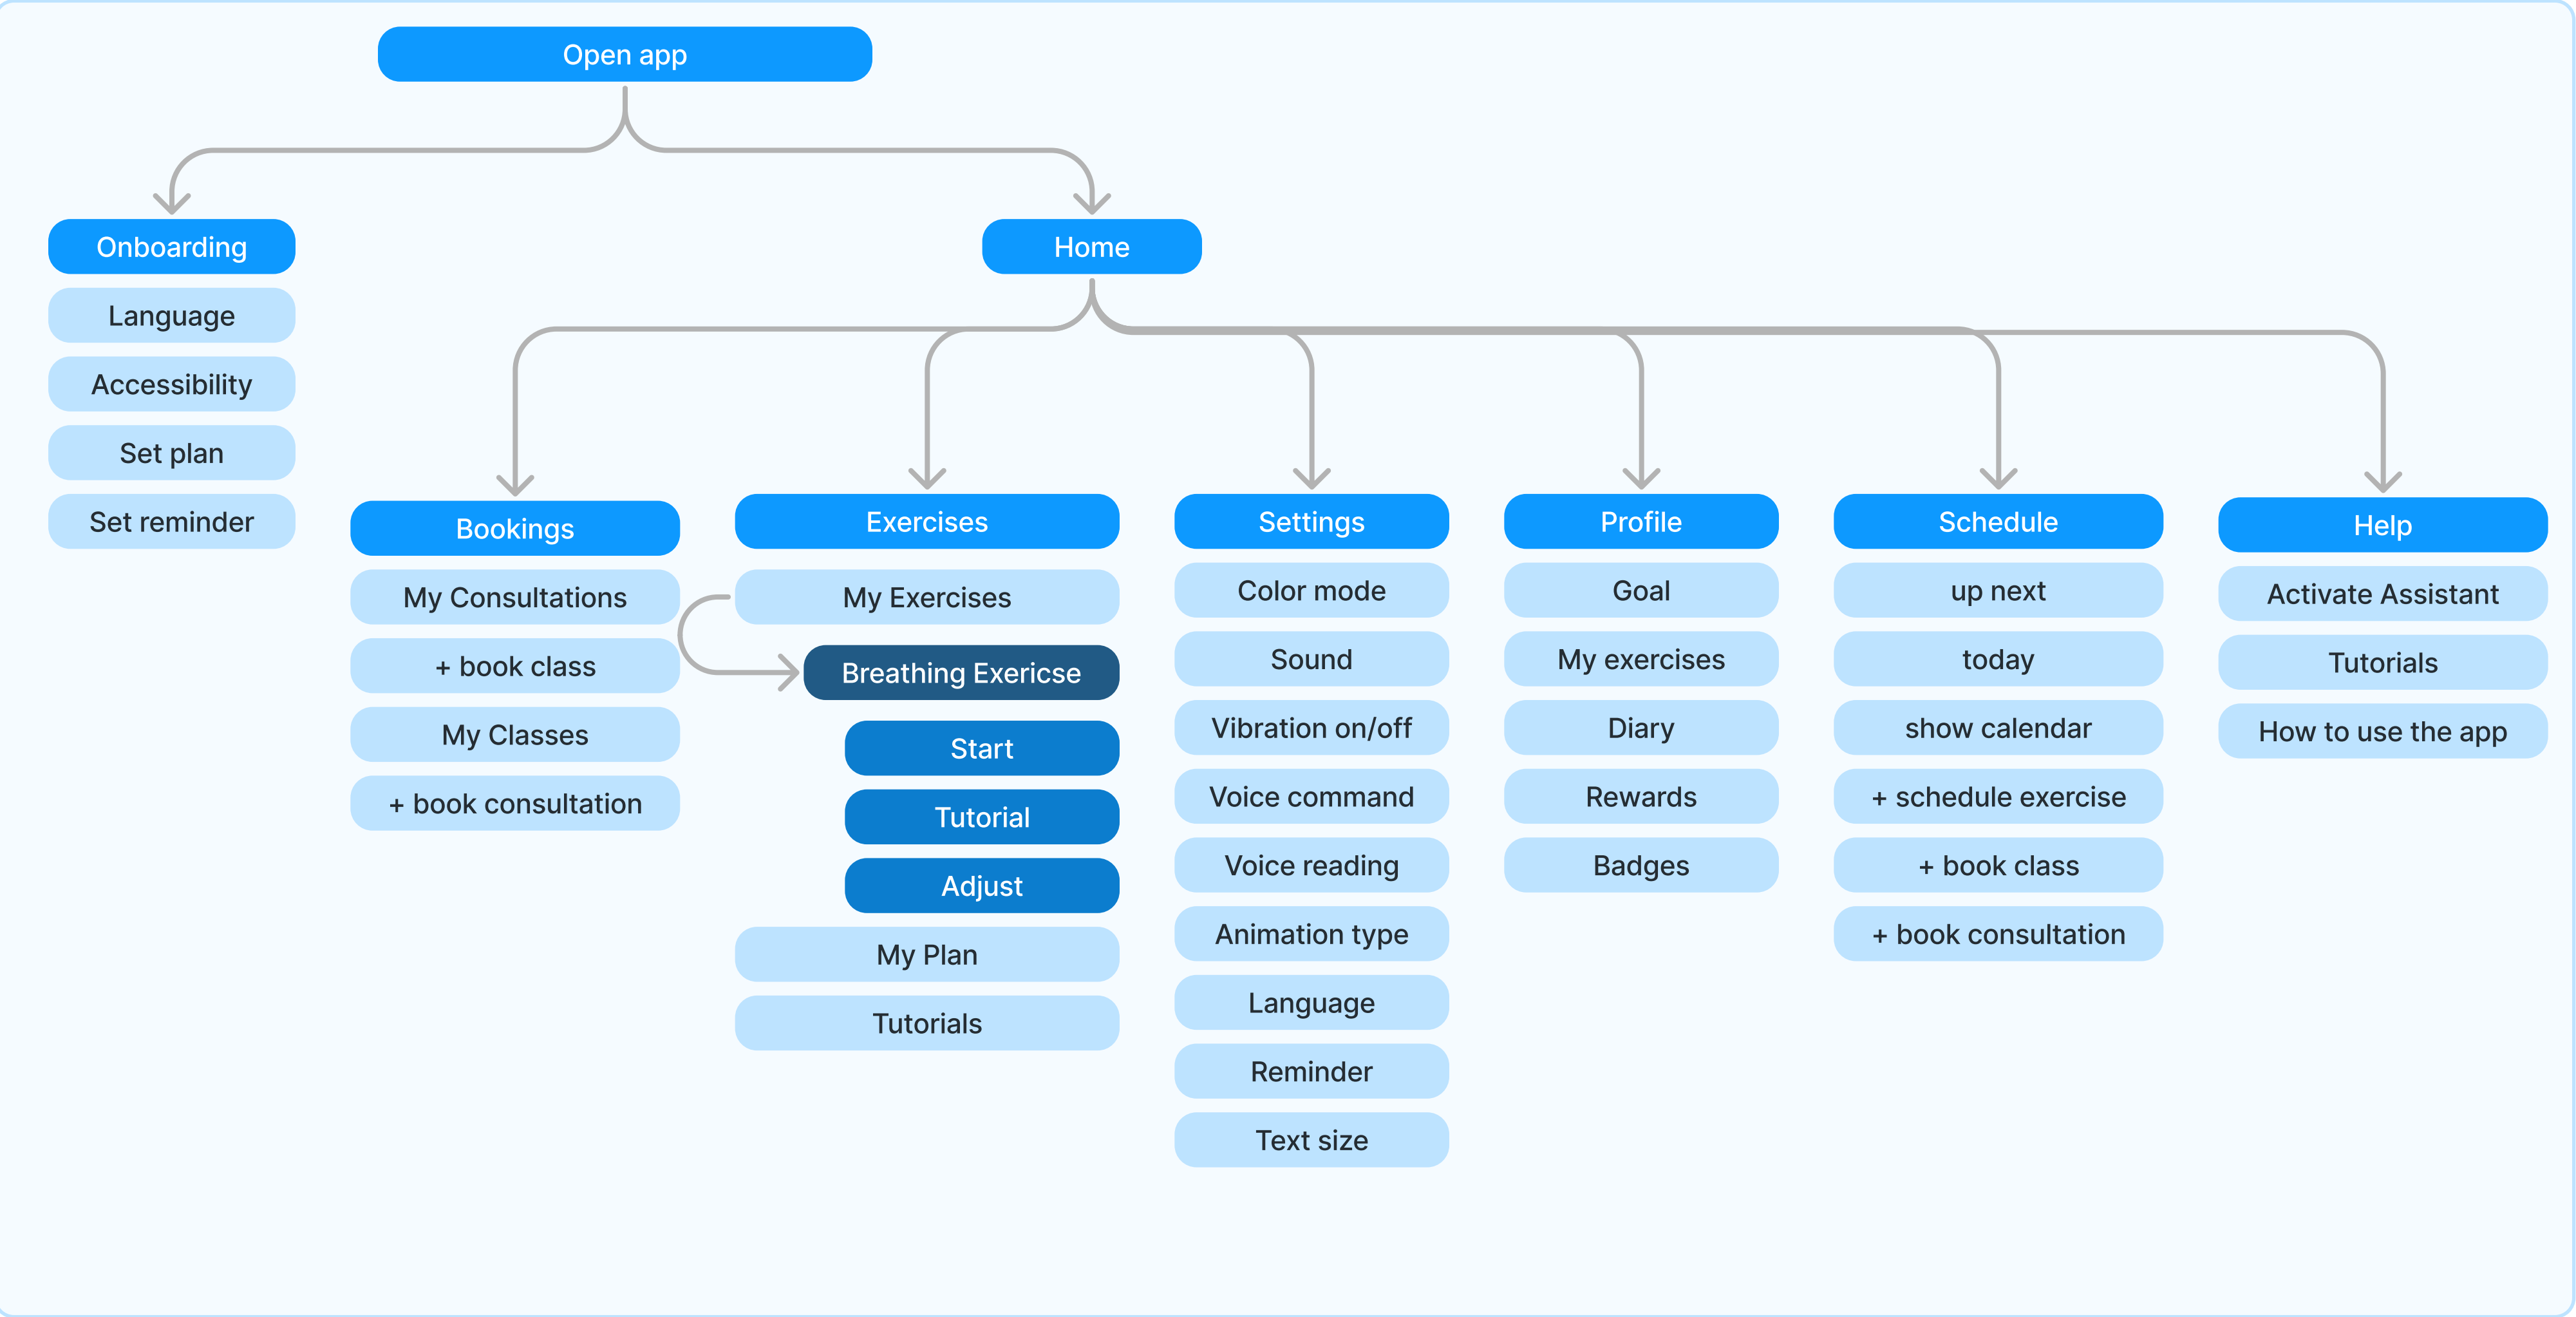 Open app
Onboarding
Language
Accessibility
Set plan
Set reminder
Home
Bookings
My Consultations
+ book class
My Classes
+ book consultation
Exercises
My Exercises
Breathing Exericse
Start
Tutorial
Adjust
My Plan
Tutorials
Settings
Color mode
Sound
Vibration on/off
Voice command
Voice reading
Animation type
Language
Reminder
Text size
Profile
Goal
My exercises
Diary
Rewards
Badges
Schedule
up next
today
show calendar
+ schedule exercise
+ book class
+ book consultation
Help
Activate Assistant
Tutorials
How to use the app